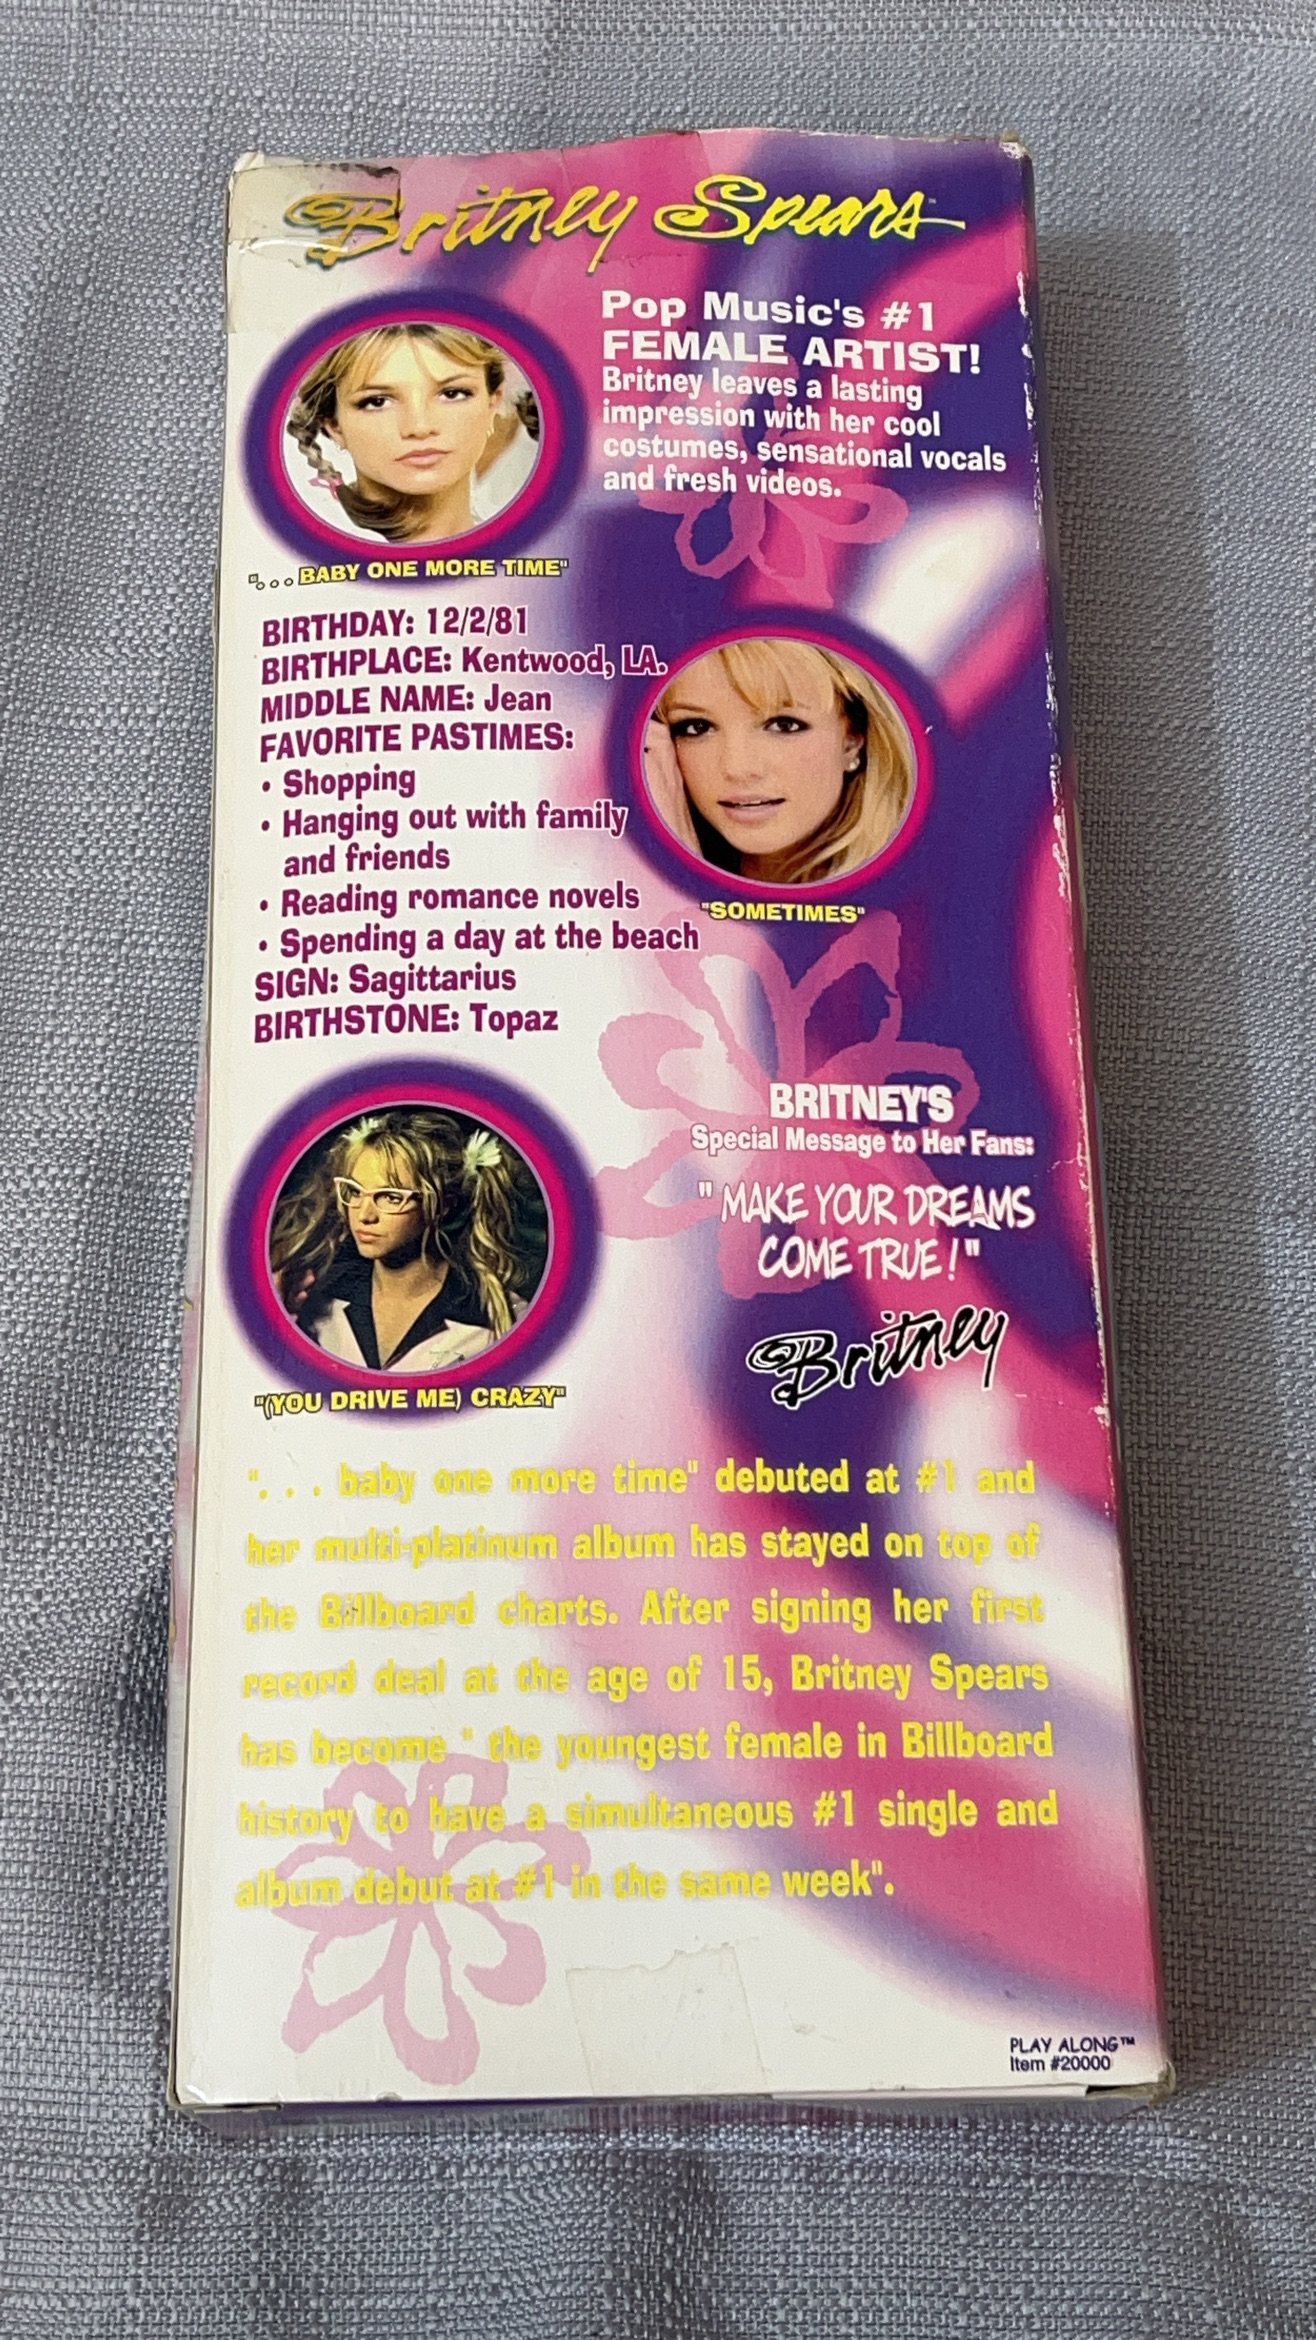 Britney Spears™
Pop Music's #1
FEMALE ARTIST!
Britney leaves a lasting
impression with her cool
costumes, sensational vocals
and fresh videos.
"...BABY ONE MORE TIME"
BIRTHDAY: 12/2/81
BIRTHPLACE: Kentwood, LA.
MIDDLE NAME: Jean
FAVORITE PASTIMES:
• Shopping
• Hanging out with family
and friends
• Reading romance novels
• Spending a day at the beach
SIGN: Sagittarius
BIRTHSTONE: Topaz
"SOMETIMES"
"(YOU DRIVE ME) CRAZY"
BRITNEY'S
Special Message to Her Fans:
"MAKE YOUR DREAMS
COME TRUE!"
Britney
". . . baby one more time" debuted at #1 and
her multi-platinum album has stayed on top of
the Billboard charts. After signing her first
record deal at the age of 15, Britney Spears
has become " the youngest female in Billboard
history to have a simultaneous #1 single and
album debut at #1 in the same week".
PLAY ALONG™
Item #20000